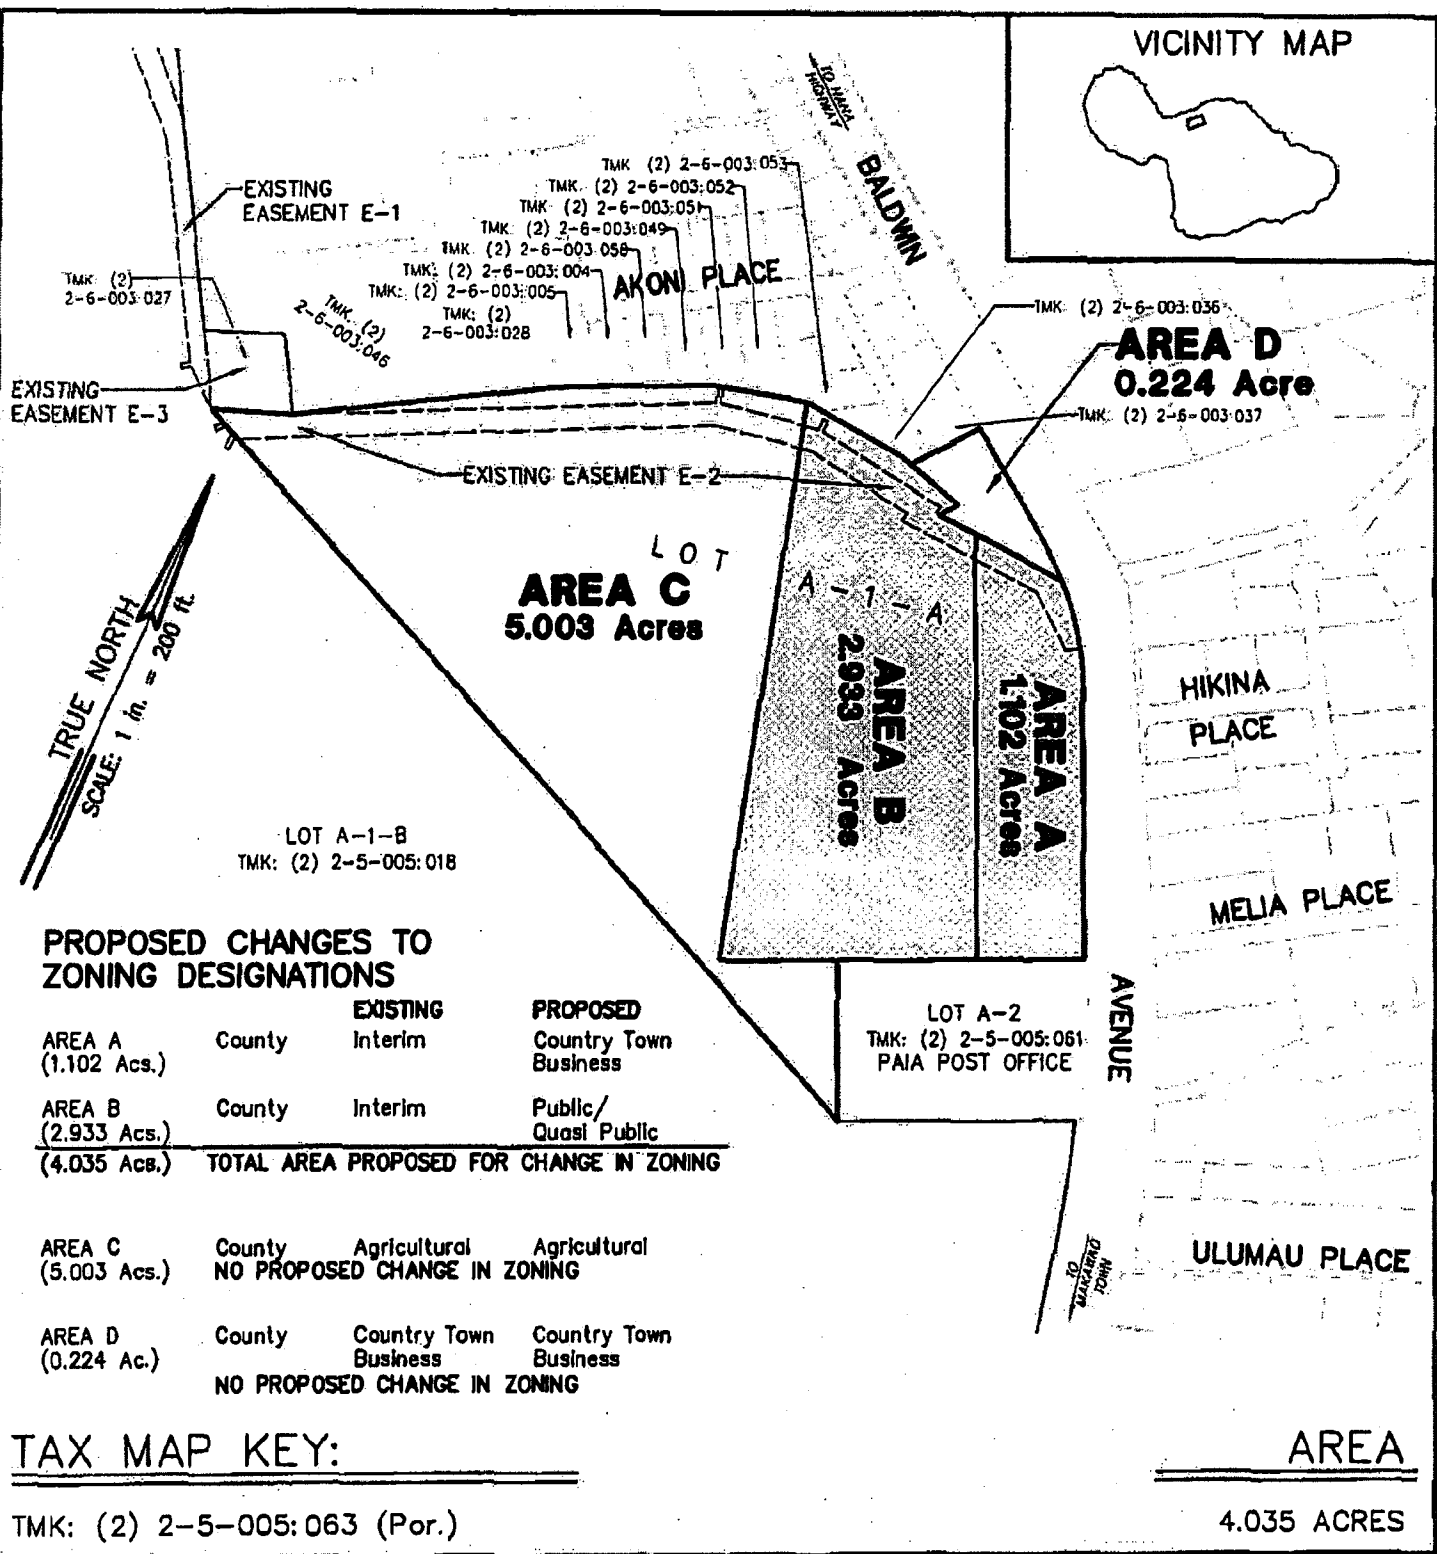 VICINITY MAP
TO HANA
HIGHWAY
BALDWIN
TMK (2) 2-6-003:053
TMK. (2) 2-6-003:052
TMK (2) 2-6-003:051
TMK: (2) 2-6-003:049
TMK (2) 2-6-003:058
TMK: (2) 2-6-003:004
TMK: (2) 2-6-003:005
TMK: (2)
2-6-003:028
AKONI PLACE
EXISTING
EASEMENT E-1
TMK (2)
2-6-003:027
TMK. (2)
2-6-003:046
EXISTING
EASEMENT E-3
TMK (2) 2-6-003:036
AREA D
0.224 Acre
TMK: (2) 2-6-003:037
EXISTING EASEMENT E-2
LOT
A-1-A
AREA C
5.003 Acres
AREA B
2.933 Acres
AREA A
1.102 Acres
TRUE NORTH
SCALE: 1 in. = 200 ft.
HIKINA
PLACE
LOT A-1-B
TMK: (2) 2-5-005:018
MELIA PLACE
AVENUE
LOT A-2
TMK: (2) 2-5-005:061
PAIA POST OFFICE
PROPOSED CHANGES TO
ZONING DESIGNATIONS
EXISTING PROPOSED
AREA A County Interim Country Town
(1.102 Acs.) Business
AREA B County Interim Public/
(2.933 Acs.) Quasi Public
(4.035 Acs.) TOTAL AREA PROPOSED FOR CHANGE IN ZONING
AREA C County Agricultural Agricultural
(5.003 Acs.) NO PROPOSED CHANGE IN ZONING
AREA D County Country Town Country Town
(0.224 Ac.) Business Business
NO PROPOSED CHANGE IN ZONING
TO
MAKAWAO
TOWN
ULUMAU PLACE
TAX MAP KEY:
AREA
TMK: (2) 2-5-005:063 (Por.)
4.035 ACRES